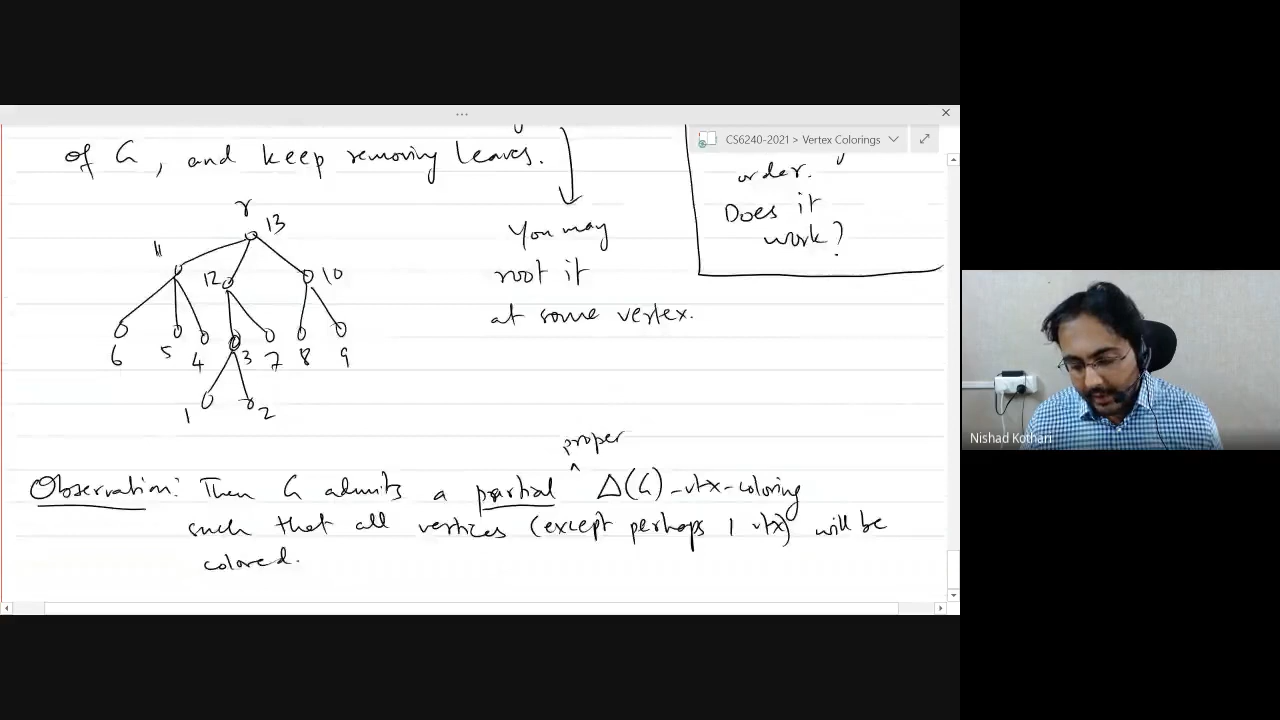 of G, and keep removing leaves.
CS6240-2021 > Vertex Colorings
order.
Does it
work?
You may
root it
at some vertex.
r
13
11
12
10
6
5
4
3
7
8
9
1
2
proper
^
Observation: Then G admits a partial Δ(G)-vtx-coloring
such that all vertices (except perhaps 1 vtx) will be
colored.
Nishad Kothari